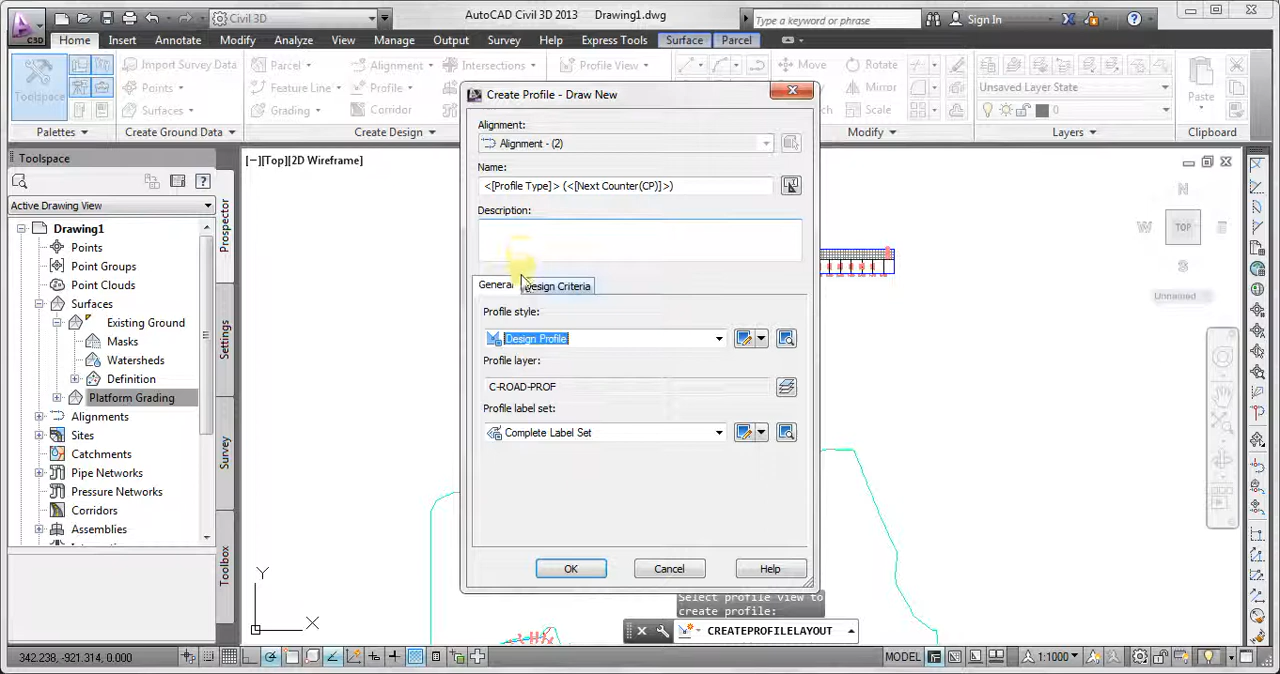 Civil 3D
AutoCAD Civil 3D 2013 Drawing1.dwg
Type a keyword or phrase
Sign In
C3D
Home Insert Annotate Modify Analyze View Manage Output Survey Help Express Tools Surface Parcel
Toolspace
Import Survey Data
Points
Surfaces
Parcel
Feature Line
Grading
Alignment
Profile
Corridor
Intersections
Profile View
Move
Rotate
Scale
Unsaved Layer State
0
Paste
Palettes
Create Ground Data
Create Design
Modify
Layers
Clipboard
Toolspace
Active Drawing View
Drawing1
Points
Point Groups
Point Clouds
Surfaces
Existing Ground
Masks
Watersheds
Definition
Platform Grading
Alignments
Sites
Catchments
Pipe Networks
Pressure Networks
Corridors
Assemblies
Prospector
Settings
Survey
Toolbox
[−][Top][2D Wireframe]
Create Profile - Draw New
Alignment:
Alignment - (2)
Name:
<[Profile Type]> (<[Next Counter(CP)]>)
Description:
General
Design Criteria
Profile style:
Design Profile
Profile layer:
C-ROAD-PROF
Profile label set:
Complete Label Set
OK
Cancel
Help
N
W
TOP
E
S
Unnamed
Y
X
Select profile view to
create profile:
CREATEPROFILELAYOUT
342.238, -921.314, 0.000
MODEL
1:1000